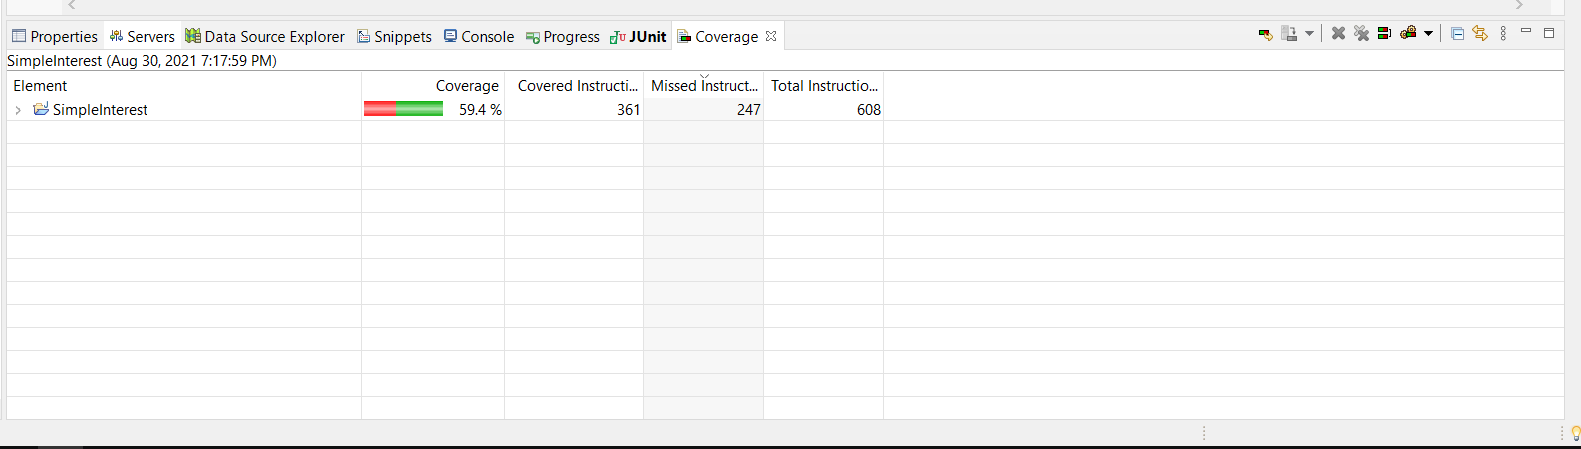 Properties Servers Data Source Explorer Snippets Console Progress JUnit Coverage
SimpleInterest (Aug 30, 2021 7:17:59 PM)
Element Coverage Covered Instructi... Missed Instruct... Total Instructio...
SimpleInterest 59.4 % 361 247 608